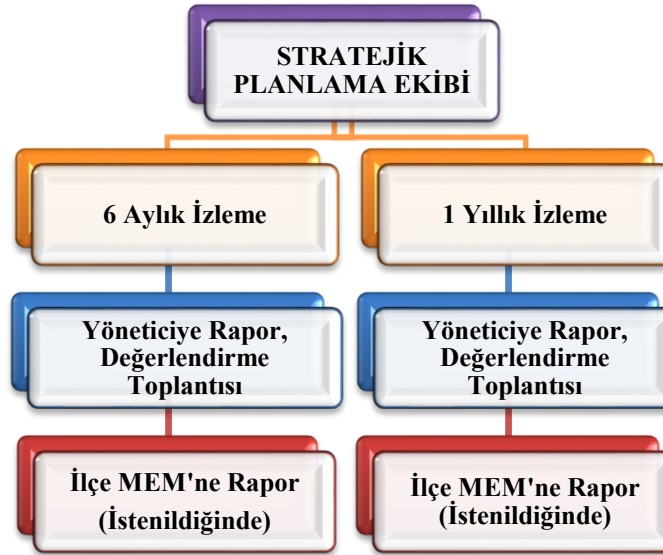 STRATEJİK
PLANLAMA EKİBİ
6 Aylık İzleme
1 Yıllık İzleme
Yöneticiye Rapor,
Değerlendirme
Toplantısı
Yöneticiye Rapor,
Değerlendirme
Toplantısı
İlçe MEM'ne Rapor
(İstenildiğinde)
İlçe MEM'ne Rapor
(İstenildiğinde)